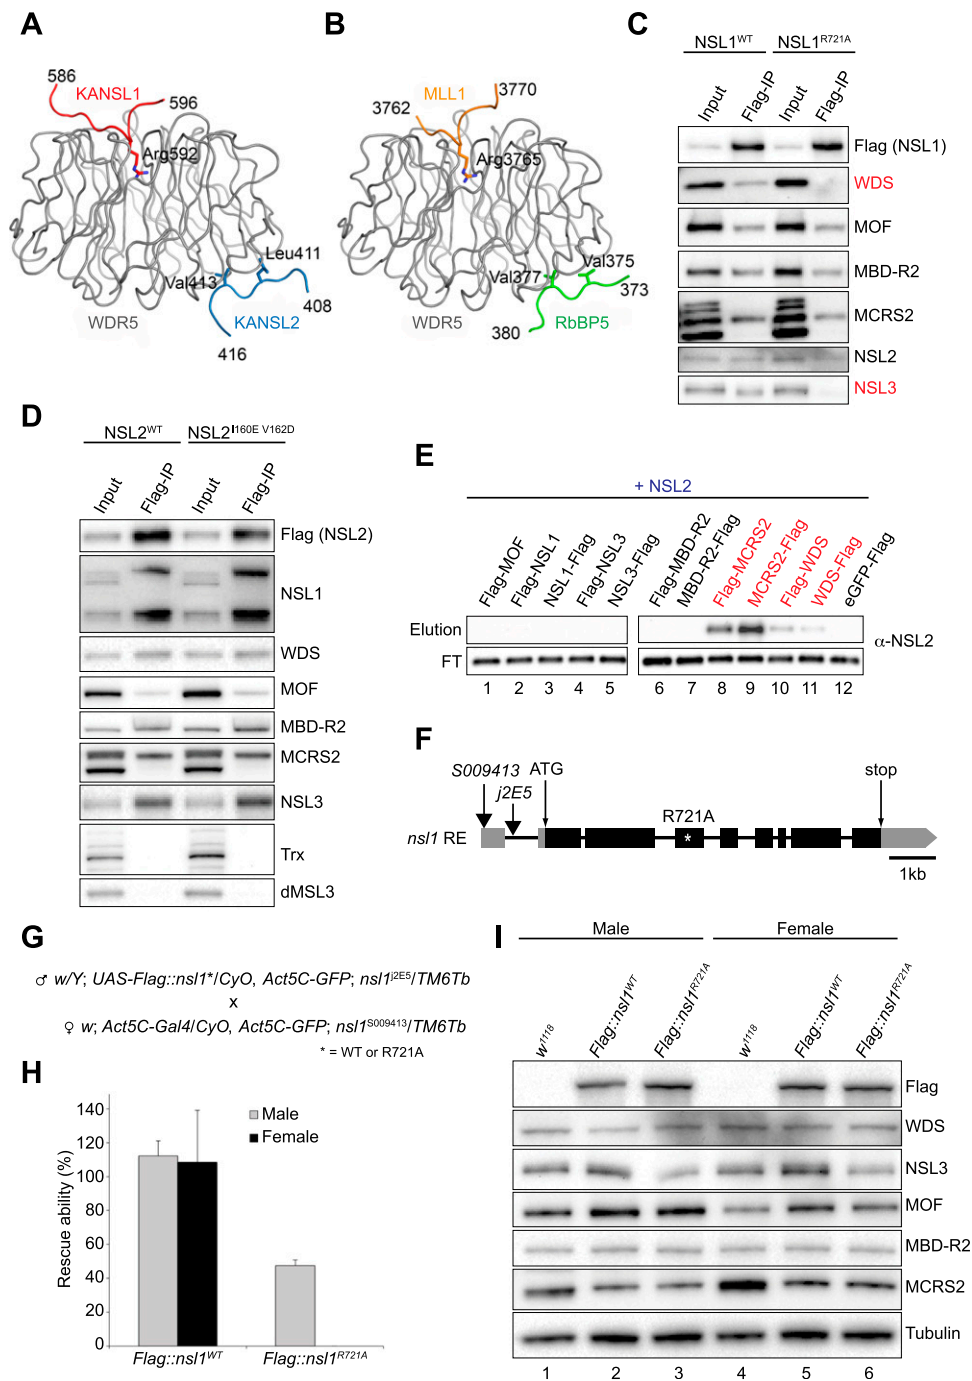 A
586
KANSL1
596
Arg592
Leu411
Val413
408
WDR5
KANSL2
416
B
3770
MLL1
3762
Arg3765
Val375
Val377
373
WDR5
RbBP5
380
C
NSL1WT NSL1R721A
Input Flag-IP Input Flag-IP
Flag (NSL1)
WDS
MOF
MBD-R2
MCRS2
NSL2
NSL3
D
NSL2WT NSL2I160E V162D
Input Flag-IP Input Flag-IP
Flag (NSL2)
NSL1
WDS
MOF
MBD-R2
MCRS2
NSL3
Trx
dMSL3
E
+ NSL2
Flag-MOF
Flag-NSL1
NSL1-Flag
Flag-NSL3
NSL3-Flag
Flag-MBD-R2
MBD-R2-Flag
Flag-MCRS2
MCRS2-Flag
Flag-WDS
WDS-Flag
eGFP-Flag
Elution
α-NSL2
FT
1 2 3 4 5 6 7 8 9 10 11 12
F
S009413 ATG stop
j2E5
R721A
*
nsl1 RE
1kb
G
♂ w/Y; UAS-Flag::nsl1*/CyO, Act5C-GFP; nsl1j2E5/TM6Tb
x
♀ w; Act5C-Gal4/CyO, Act5C-GFP; nsl1S009413/TM6Tb
* = WT or R721A
H
Rescue ability (%)
140
120
100
80
60
40
20
0
Male
Female
Flag::nsl1WT Flag::nsl1R721A
I
Male Female
w1118 Flag::nsl1WT Flag::nsl1R721A w1118 Flag::nsl1WT Flag::nsl1R721A
Flag
WDS
NSL3
MOF
MBD-R2
MCRS2
Tubulin
1 2 3 4 5 6